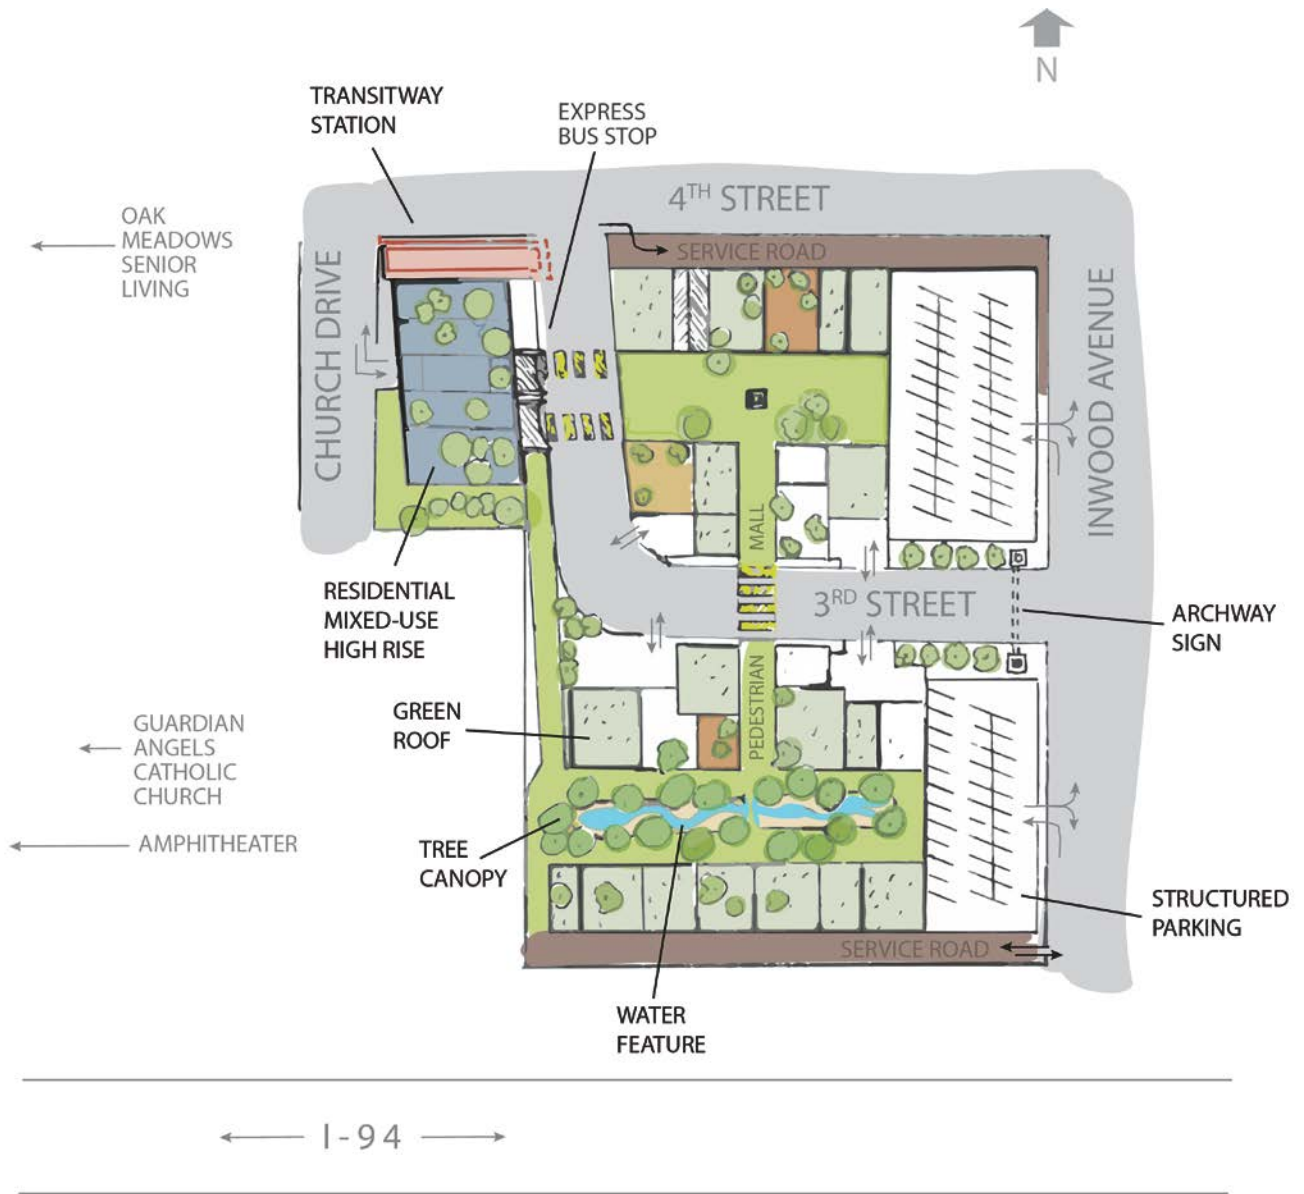 N
TRANSITWAY
STATION
EXPRESS
BUS STOP
4TH STREET
OAK
MEADOWS
SENIOR
LIVING
SERVICE ROAD
CHURCH DRIVE
INWOOD AVENUE
MALL
RESIDENTIAL
MIXED-USE
HIGH RISE
3RD STREET
ARCHWAY
SIGN
PEDESTRIAN
GREEN
ROOF
GUARDIAN
ANGELS
CATHOLIC
CHURCH
AMPHITHEATER
TREE
CANOPY
STRUCTURED
PARKING
SERVICE ROAD
WATER
FEATURE
I-94